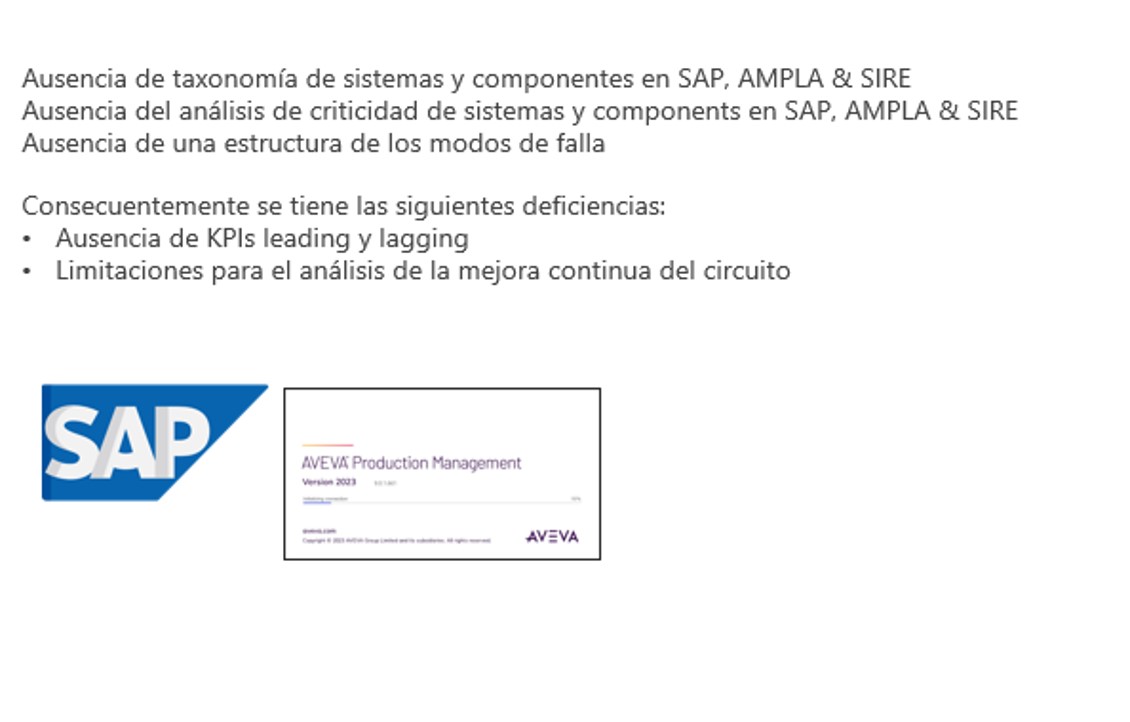 Ausencia de taxonomía de sistemas y componentes en SAP, AMPLA & SIRE
Ausencia del análisis de criticidad de sistemas y components en SAP, AMPLA & SIRE
Ausencia de una estructura de los modos de falla
Consecuentemente se tiene las siguientes deficiencias:
• Ausencia de KPIs leading y lagging
• Limitaciones para el análisis de la mejora continua del circuito
SAP
AVEVA Production Management
Version 2023
Initializing connection
aveva.com
Copyright © 2023 AVEVA Group Limited and its subsidiaries. All rights reserved.
AVEVA